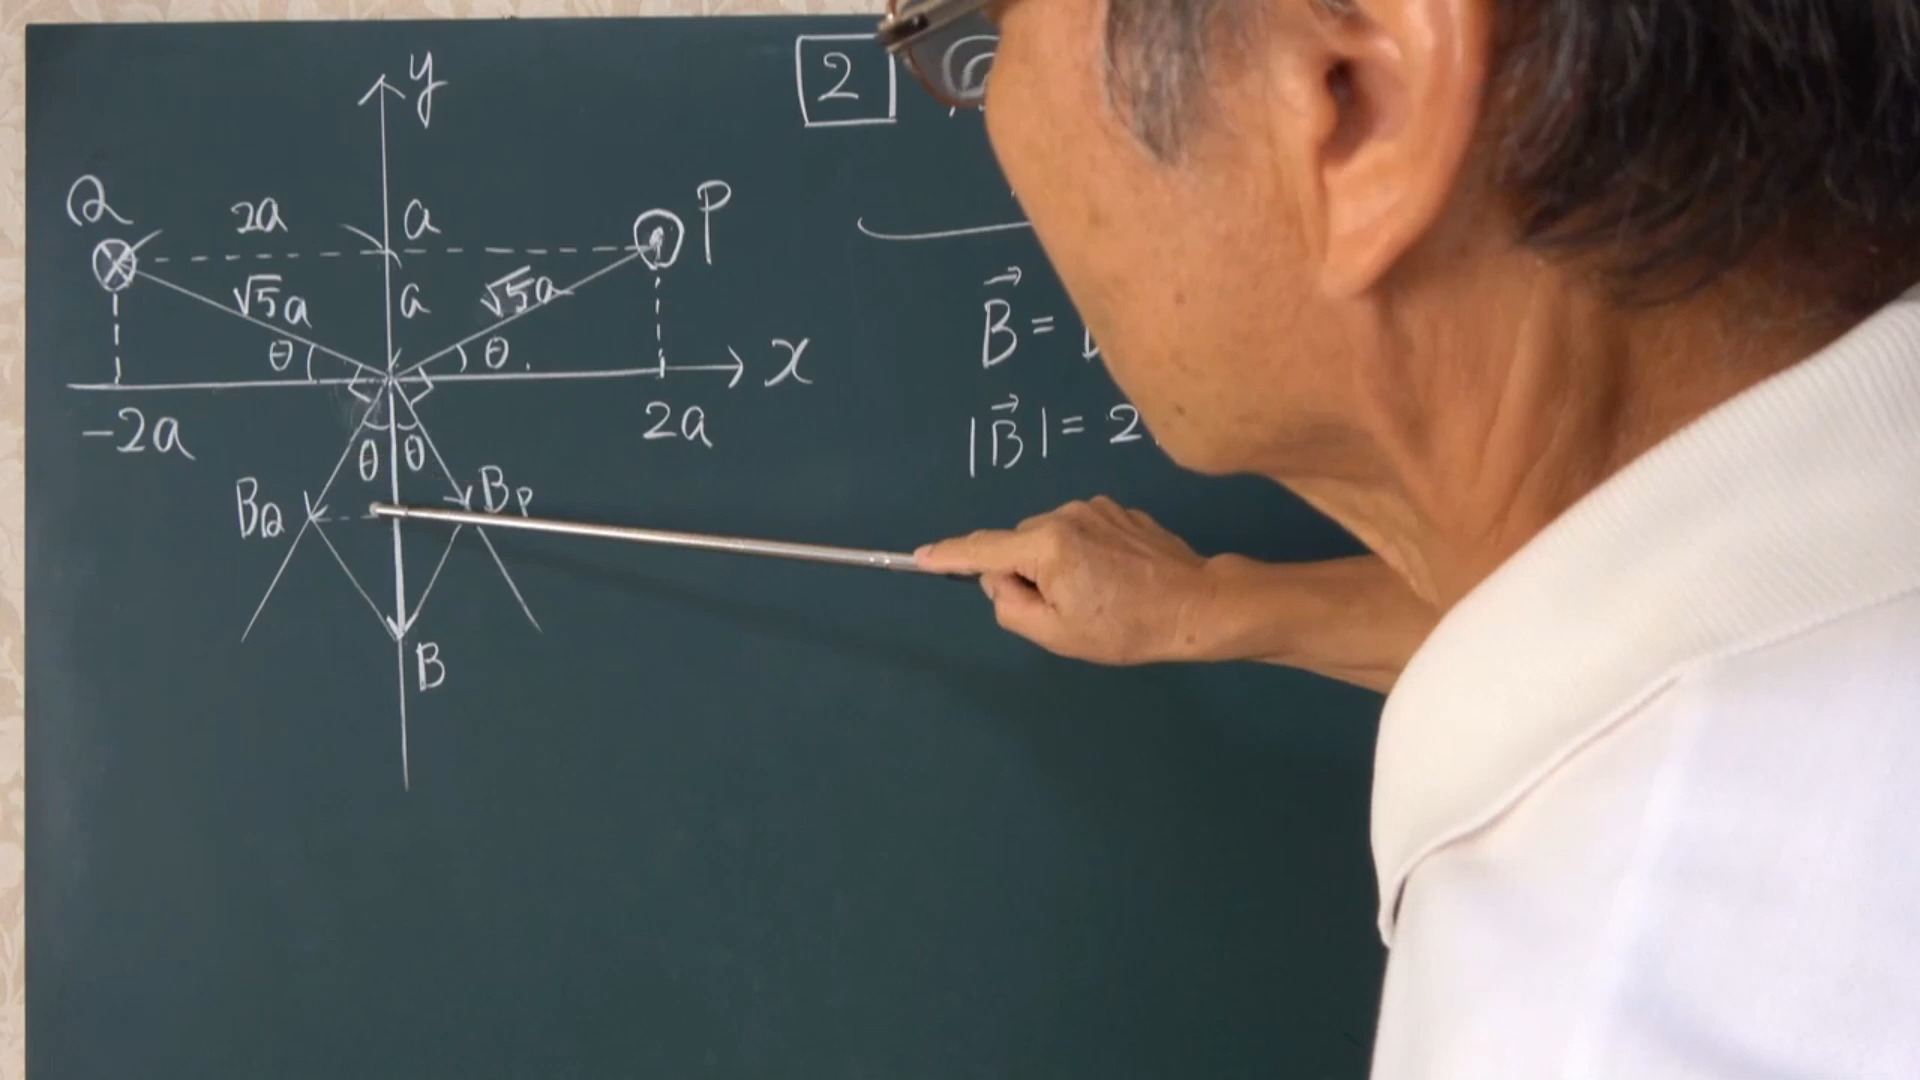 y
2
Q
2a
a
P
√5a
a
√5a
θ
θ
x
-2a
2a
θ
θ
B_Q
B_P
B
B⃗ =
|B⃗| = 2